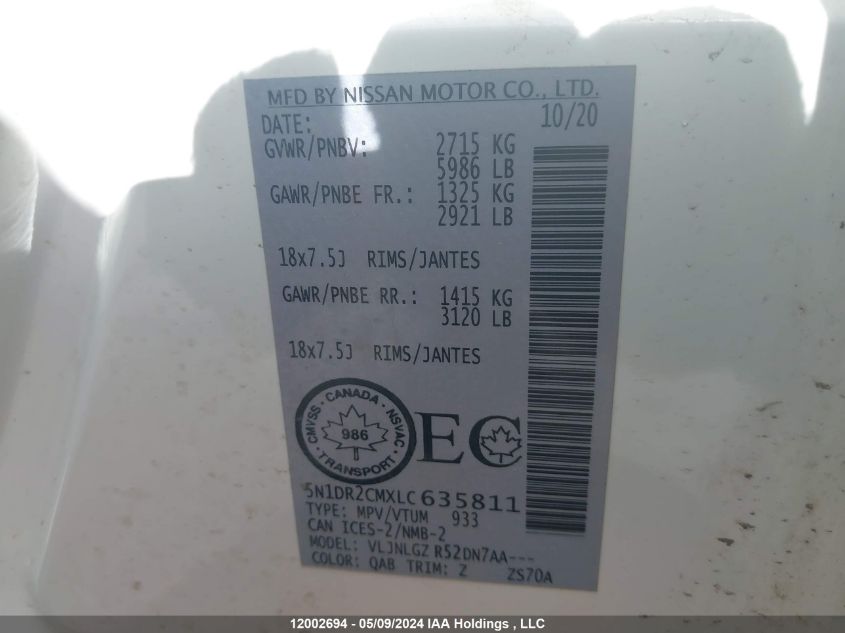 MFD BY NISSAN MOTOR CO., LTD.
DATE: 10/20
GVWR/PNBV: 2715 KG
5986 LB
GAWR/PNBE FR.: 1325 KG
2921 LB
18x7.5J RIMS/JANTES
GAWR/PNBE RR.: 1415 KG
3120 LB
18x7.5J RIMS/JANTES
CMVSS · CANADA · NSVAC
986
TRANSPORT
EC
5N1DR2CMXLC635811
TYPE: MPV/VTUM 933
CAN ICES-2/NMB-2
MODEL: VLJNLGZ R52DN7AA---
COLOR: QAB TRIM: Z ZS70A
12002694 - 05/09/2024 IAA Holdings , LLC